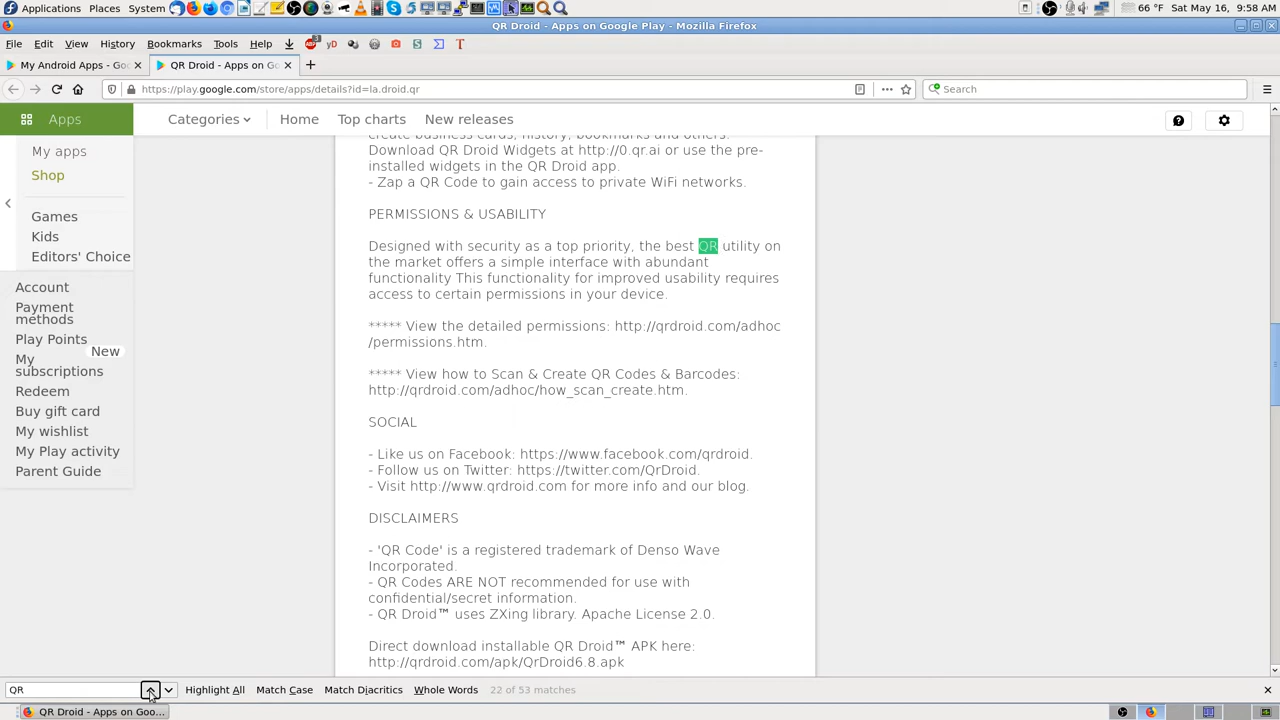 Applications Places System 66 °F Sat May 16, 9:58 AM
QR Droid - Apps on Google Play - Mozilla Firefox
File Edit View History Bookmarks Tools Help
My Android Apps - Goo
QR Droid - Apps on Go
https://play.google.com/store/apps/details?id=la.droid.qr
Search
Apps
Categories Home Top charts New releases
My apps
Shop
Games
Kids
Editors' Choice
Account
Payment
methods
Play Points
My New
subscriptions
Redeem
Buy gift card
My wishlist
My Play activity
Parent Guide
create business cards, history, bookmarks and others.
Download QR Droid Widgets at http://0.qr.ai or use the pre-
installed widgets in the QR Droid app.
- Zap a QR Code to gain access to private WiFi networks.
PERMISSIONS & USABILITY
Designed with security as a top priority, the best QR utility on
the market offers a simple interface with abundant
functionality This functionality for improved usability requires
access to certain permissions in your device.
***** View the detailed permissions: http://qrdroid.com/adhoc
/permissions.htm.
***** View how to Scan & Create QR Codes & Barcodes:
http://qrdroid.com/adhoc/how_scan_create.htm.
SOCIAL
- Like us on Facebook: https://www.facebook.com/qrdroid.
- Follow us on Twitter: https://twitter.com/QrDroid.
- Visit http://www.qrdroid.com for more info and our blog.
DISCLAIMERS
- 'QR Code' is a registered trademark of Denso Wave
Incorporated.
- QR Codes ARE NOT recommended for use with
confidential/secret information.
- QR Droid™ uses ZXing library. Apache License 2.0.
Direct download installable QR Droid™ APK here:
http://qrdroid.com/apk/QrDroid6.8.apk
QR Highlight All Match Case Match Diacritics Whole Words 22 of 53 matches
QR Droid - Apps on Goo...